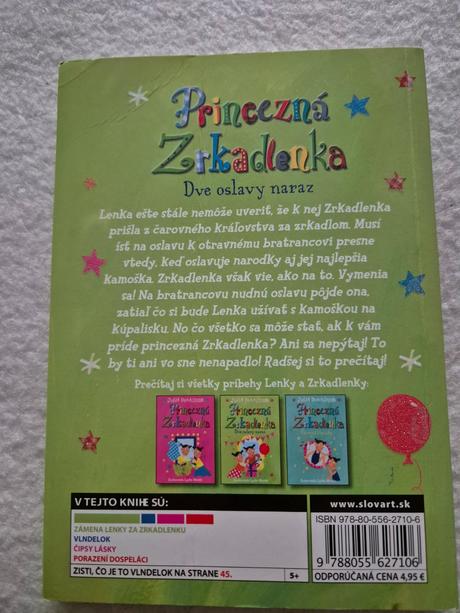 Princezná
Zrkadlenka
Dve oslavy naraz
Lenka ešte stále nemôže uveriť, že k nej Zrkadlenka
prišla z čarovného kráľovstva za zrkadlom. Musí
ísť na oslavu k otravnému bratrancovi presne
vtedy, keď oslavuje narodky aj jej najlepšia
kamoška. Zrkadlenka však vie, ako na to. Vymenia
sa! Na bratrancovu nudnú oslavu pôjde ona,
zatiaľ čo si bude Lenka užívať s kamoškou na
kúpalisku. No čo všetko sa môže stať, ak k vám
príde princezná Zrkadlenka? Ani sa nepýtaj! To
by ti ani vo sne nenapadlo! Radšej si to prečítaj!
Prečítaj si všetky príbehy Lenky a Zrkadlenky:
Princezná
Zrkadlenka
Princezná
Zrkadlenka
Dve oslavy naraz
Princezná
Zrkadlenka
V TEJTO KNIHE SÚ:
ZÁMENA LENKY ZA ZRKADLENKU
VLNDELOK
ČIPSY LÁSKY
PORAZENÍ DOSPELÁCI
ZISTI, ČO JE TO VLNDELOK NA STRANE 45.
5+
www.slovart.sk
ISBN 978-80-556-2710-6
9 788055 627106
ODPORÚČANÁ CENA 4,95 €